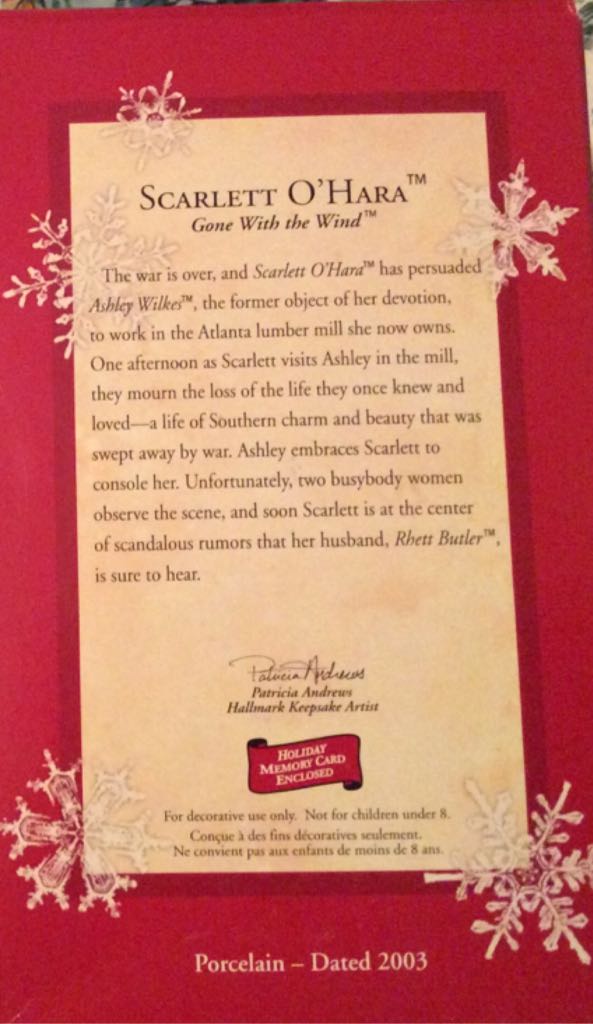 SCARLETT O'HARA™
Gone With the Wind™
The war is over, and Scarlett O'Hara™ has persuaded
Ashley Wilkes™, the former object of her devotion,
to work in the Atlanta lumber mill she now owns.
One afternoon as Scarlett visits Ashley in the mill,
they mourn the loss of the life they once knew and
loved—a life of Southern charm and beauty that was
swept away by war. Ashley embraces Scarlett to
console her. Unfortunately, two busybody women
observe the scene, and soon Scarlett is at the center
of scandalous rumors that her husband, Rhett Butler™,
is sure to hear.
Patricia Andrews
Patricia Andrews
Hallmark Keepsake Artist
HOLIDAY
MEMORY CARD
ENCLOSED
For decorative use only. Not for children under 8.
Conçue à des fins décoratives seulement.
Ne convient pas aux enfants de moins de 8 ans.
Porcelain – Dated 2003